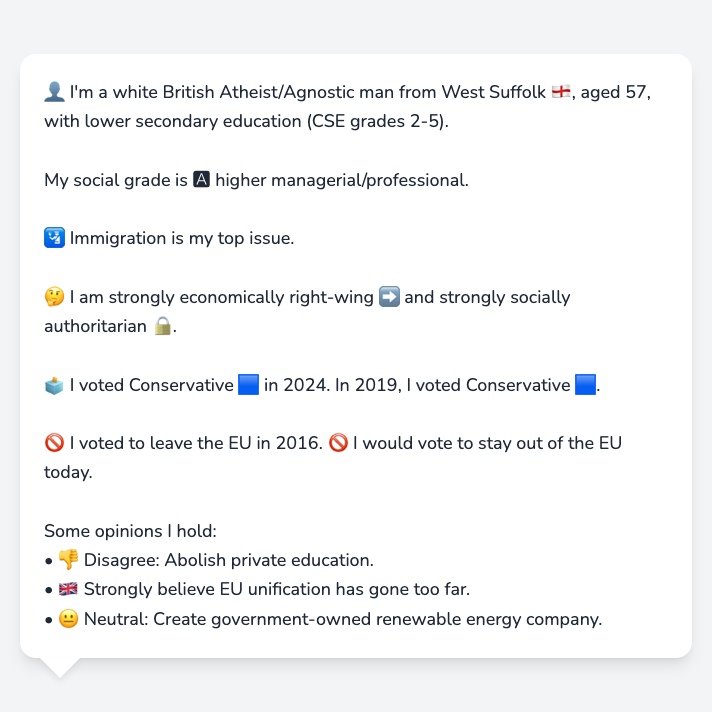 👤 I'm a white British Atheist/Agnostic man from West Suffolk 🏴󠁧󠁢󠁥󠁮󠁧󠁿, aged 57,
with lower secondary education (CSE grades 2-5).
My social grade is 🅰 higher managerial/professional.
🛂 Immigration is my top issue.
🤔 I am strongly economically right-wing ➡️ and strongly socially
authoritarian 🔒.
🗳️ I voted Conservative 🟦 in 2024. In 2019, I voted Conservative 🟦.
🚫 I voted to leave the EU in 2016. 🚫 I would vote to stay out of the EU
today.
Some opinions I hold:
• 👎 Disagree: Abolish private education.
• 🇬🇧 Strongly believe EU unification has gone too far.
• 😐 Neutral: Create government-owned renewable energy company.